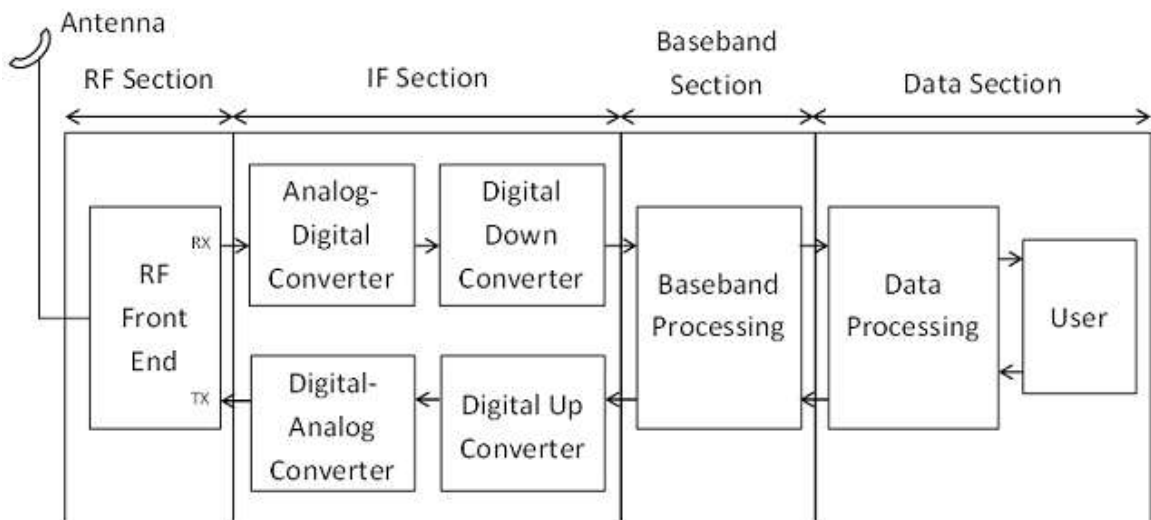 Antenna
RF Section
IF Section
Baseband
Section
Data Section
RF
Front
End
RX
TX
Analog-
Digital
Converter
Digital
Down
Converter
Digital-
Analog
Converter
Digital Up
Converter
Baseband
Processing
Data
Processing
User